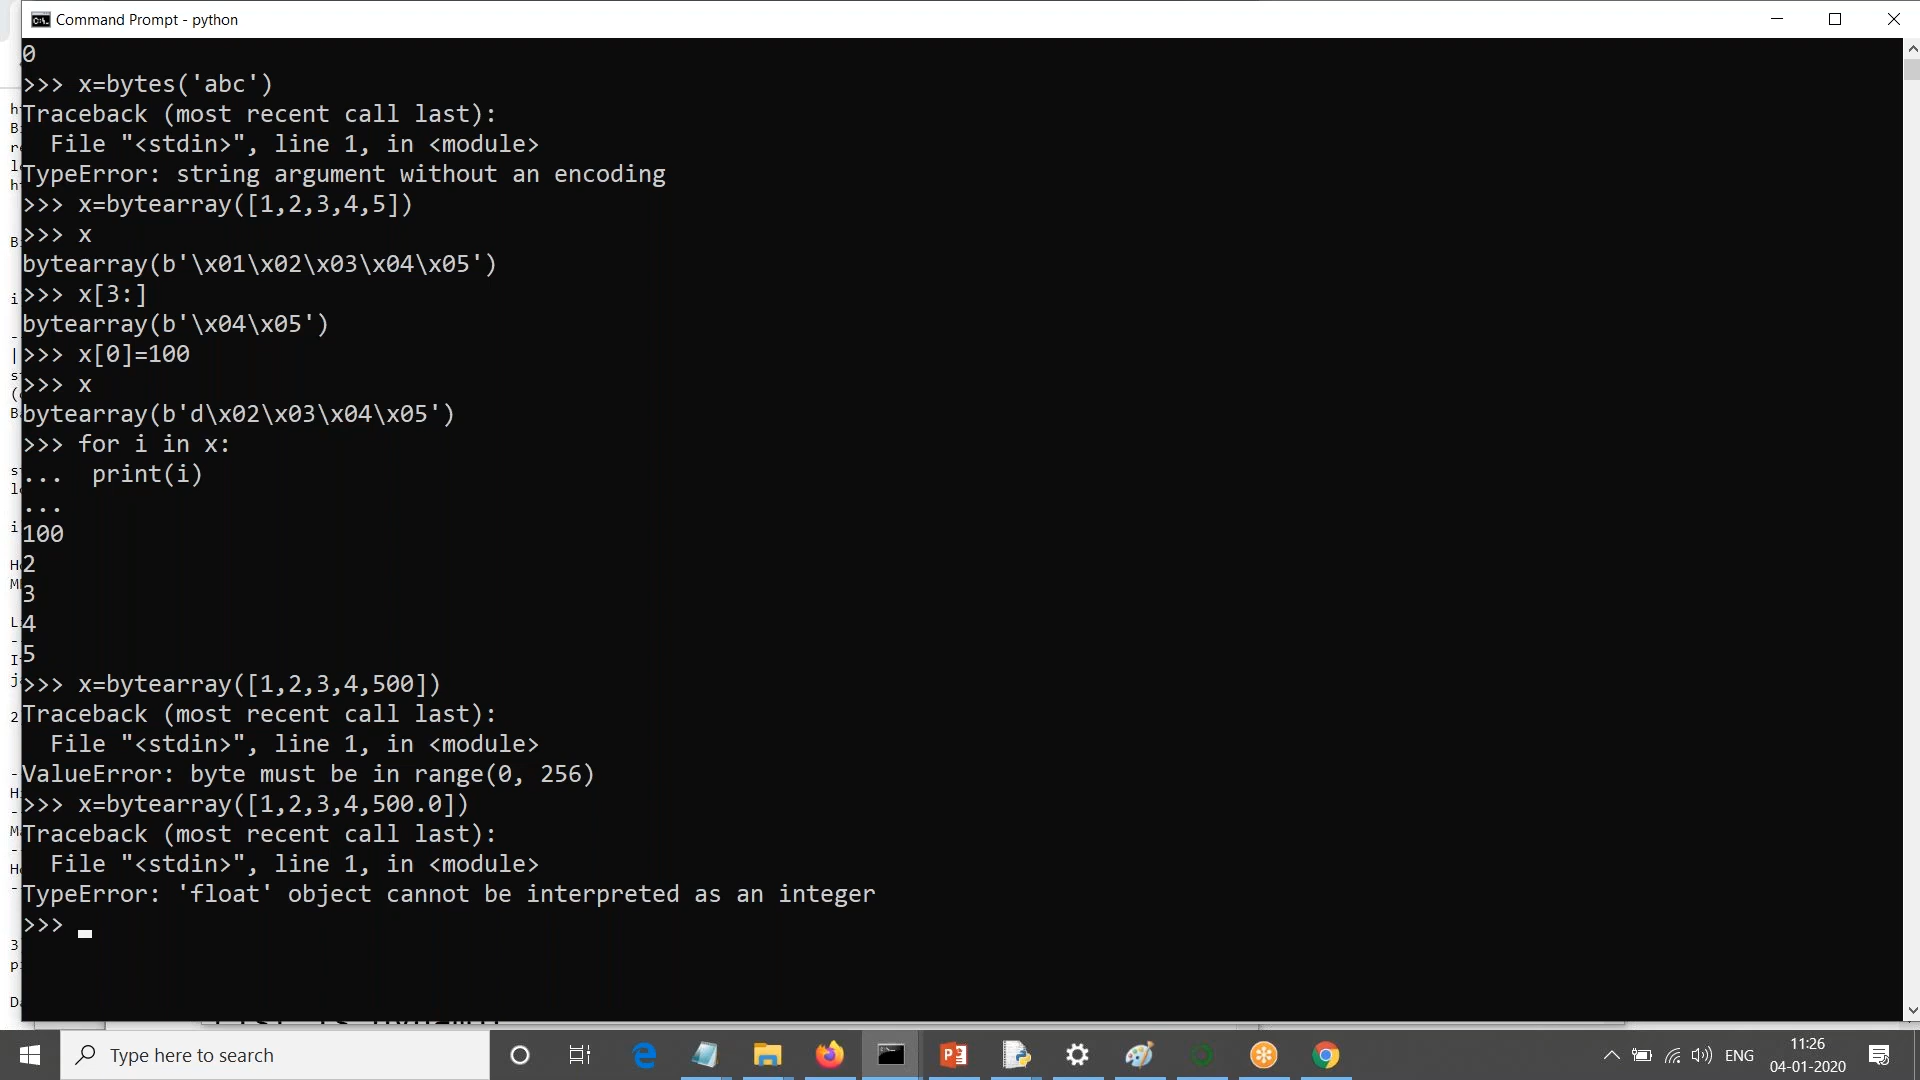 Command Prompt - python
0
>>> x=bytes('abc')
Traceback (most recent call last):
  File "<stdin>", line 1, in <module>
TypeError: string argument without an encoding
>>> x=bytearray([1,2,3,4,5])
>>> x
bytearray(b'\x01\x02\x03\x04\x05')
>>> x[3:]
bytearray(b'\x04\x05')
>>> x[0]=100
>>> x
bytearray(b'd\x02\x03\x04\x05')
>>> for i in x:
...  print(i)
...
100
2
3
4
5
>>> x=bytearray([1,2,3,4,500])
Traceback (most recent call last):
  File "<stdin>", line 1, in <module>
ValueError: byte must be in range(0, 256)
>>> x=bytearray([1,2,3,4,500.0])
Traceback (most recent call last):
  File "<stdin>", line 1, in <module>
TypeError: 'float' object cannot be interpreted as an integer
>>>
Type here to search
ENG
11:26
04-01-2020